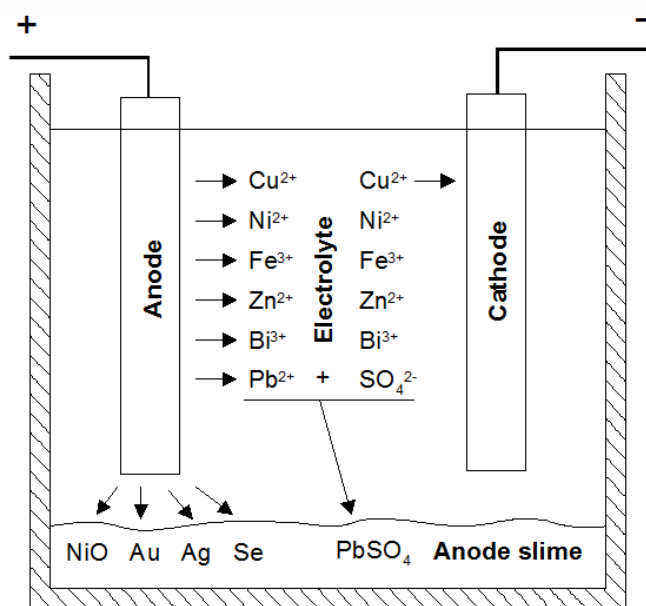 + −
Cu²⁺ Cu²⁺
Ni²⁺ Ni²⁺
Fe³⁺ Fe³⁺
Zn²⁺ Zn²⁺
Bi³⁺ Bi³⁺
Pb²⁺ + SO₄²⁻
Anode
Electrolyte
Cathode
NiO Au Ag Se PbSO₄ Anode slime